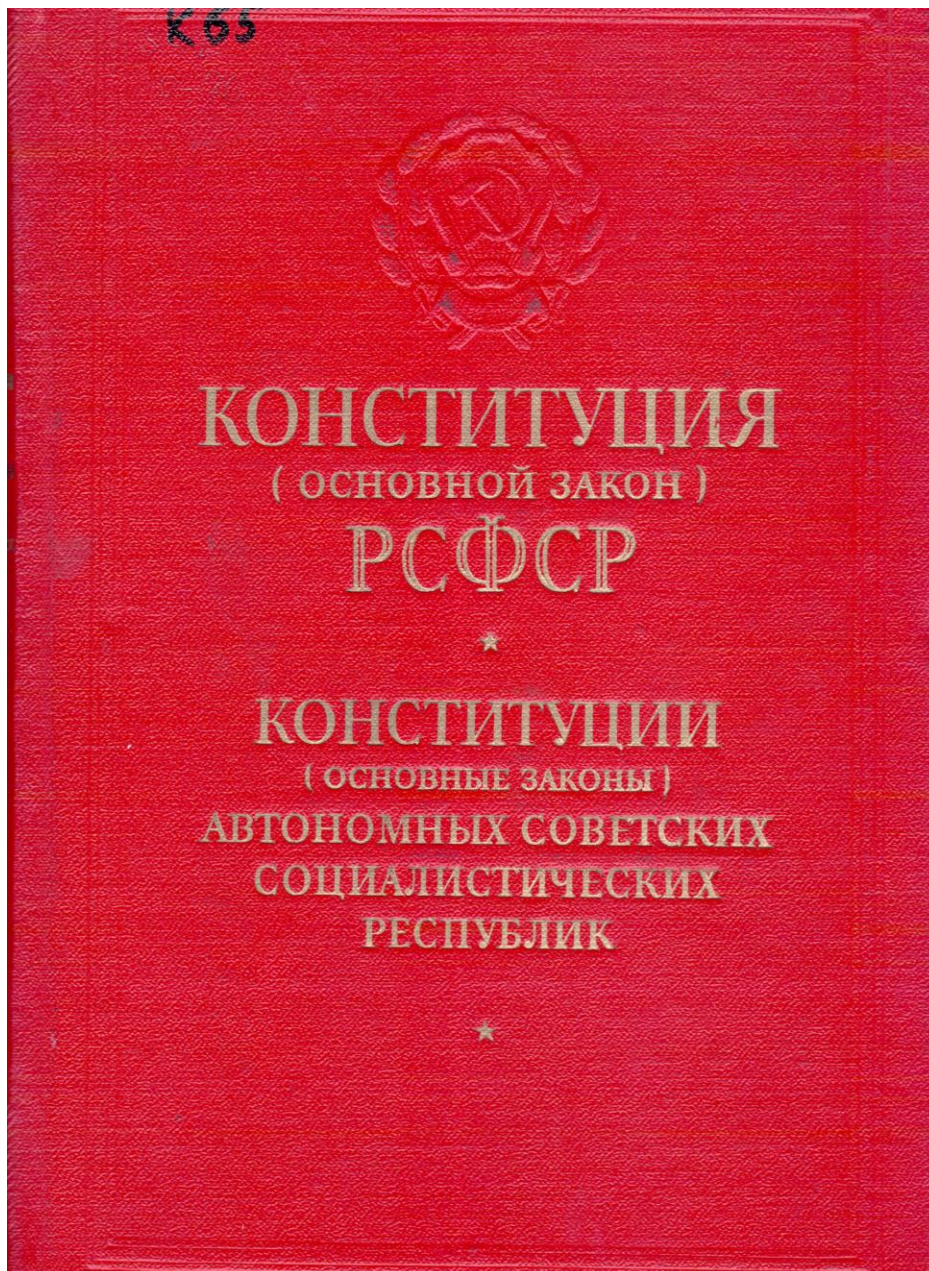 К65
КОНСТИТУЦИЯ
( ОСНОВНОЙ ЗАКОН )
РСФСР
КОНСТИТУЦИИ
( ОСНОВНЫЕ ЗАКОНЫ )
АВТОНОМНЫХ СОВЕТСКИХ
СОЦИАЛИСТИЧЕСКИХ
РЕСПУБЛИК